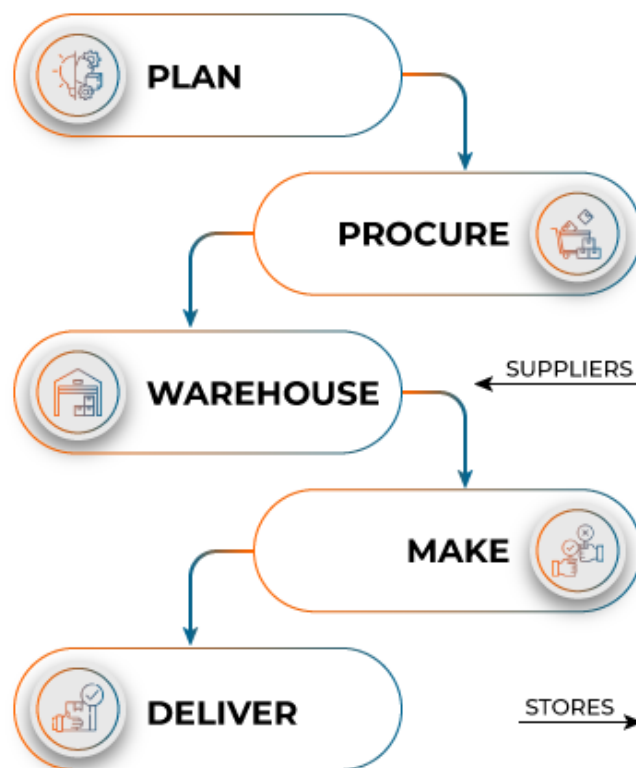 PLAN
PROCURE
SUPPLIERS
WAREHOUSE
MAKE
DELIVER
STORES